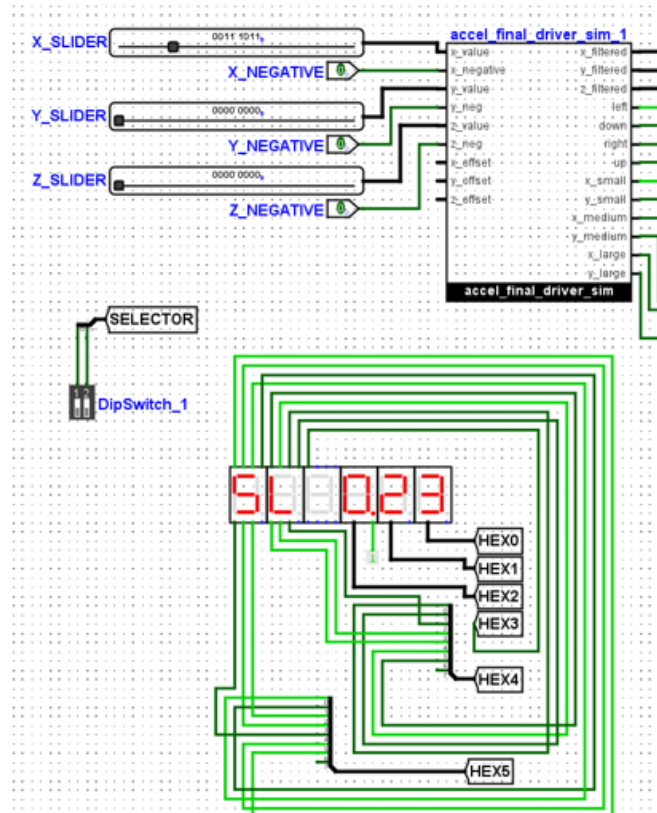 X_SLIDER 0011 1011 accel_final_driver_sim_1
x_value x_filtered
X_NEGATIVE 0 x_negative y_filtered
y_value z_filtered
Y_SLIDER 0000 0000 y_neg left
z_value down
Y_NEGATIVE 0 z_neg right
x_offset up
Z_SLIDER 0000 0000 y_offset x_small
z_offset y_small
Z_NEGATIVE 0 x_medium
y_medium
x_large
y_large
accel_final_driver_sim
SELECTOR
1 2
DipSwitch_1
SL 0.23
1
HEX0
HEX1
HEX2
HEX3
HEX4
HEX5